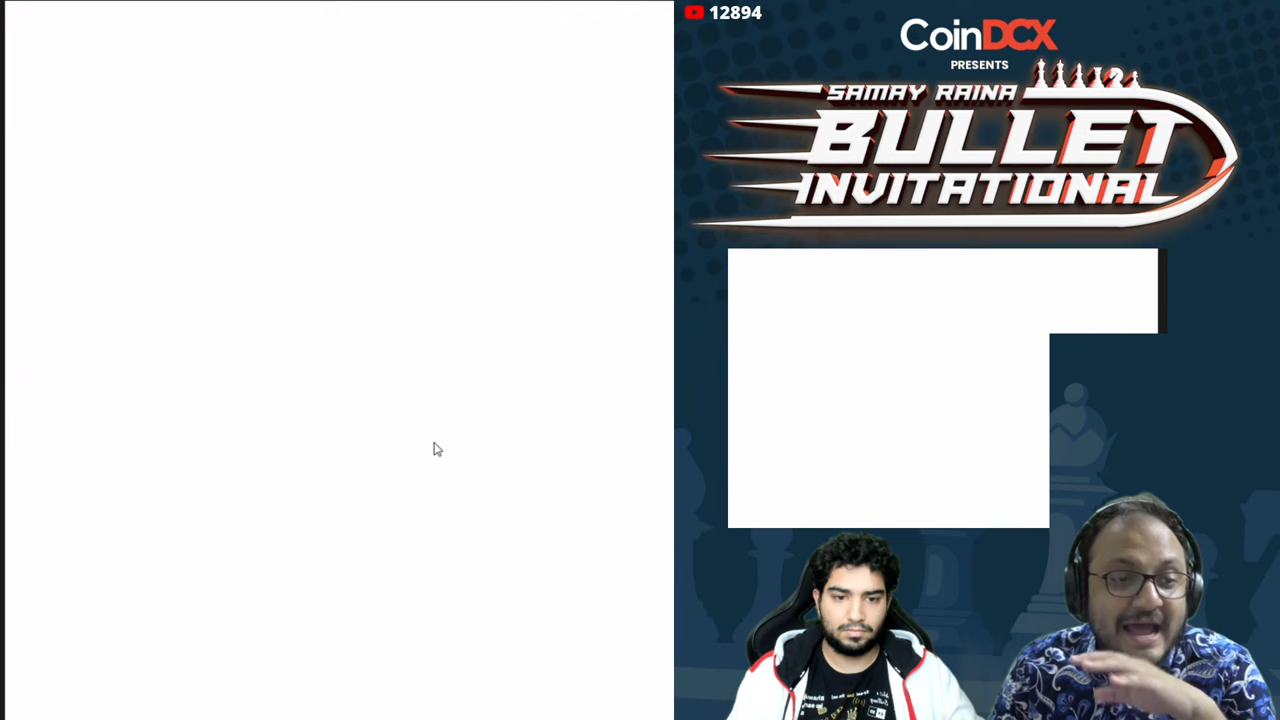 12894
CoinDCX
PRESENTS
SAMAY RAINA
BULLET
INVITATIONAL